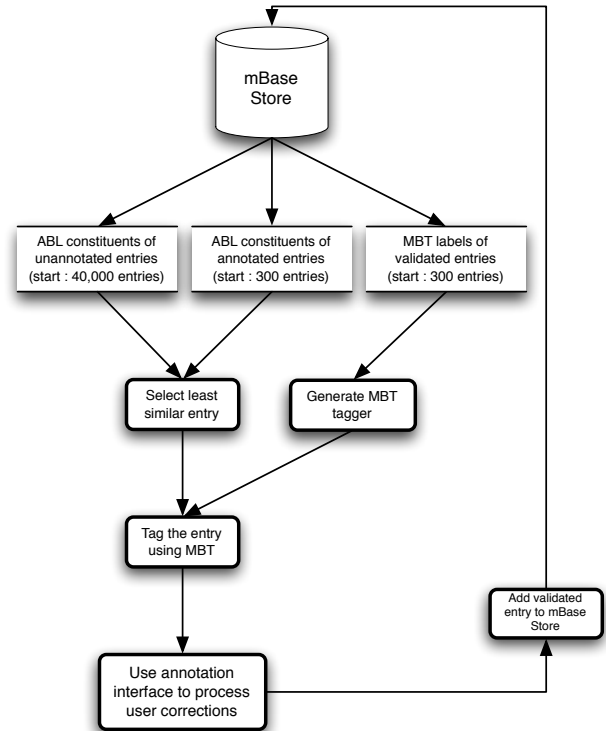 mBase
Store
ABL constituents of
unannotated entries
(start : 40,000 entries)
ABL constituents of
annotated entries
(start : 300 entries)
MBT labels of
validated entries
(start : 300 entries)
Select least
similar entry
Generate MBT
tagger
Tag the entry
using MBT
Add validated
entry to mBase
Store
Use annotation
interface to process
user corrections